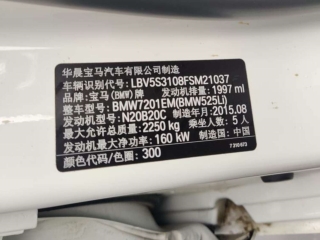 华晨宝马汽车有限公司制造
车辆识别代号: LBV5S3108FSM21037
品牌: 宝马(BMW)牌 发动机排量: 1997 ml
整车型号: BMW7201EM(BMW525Li)
发动机型号: N20B20C 制造年月: 2015.08
最大允许总质量: 2250 kg 乘坐人数: 5 人
发动机最大净功率: 160 kW 制造国: 中国
颜色代码/色圈: 300
7 310 473